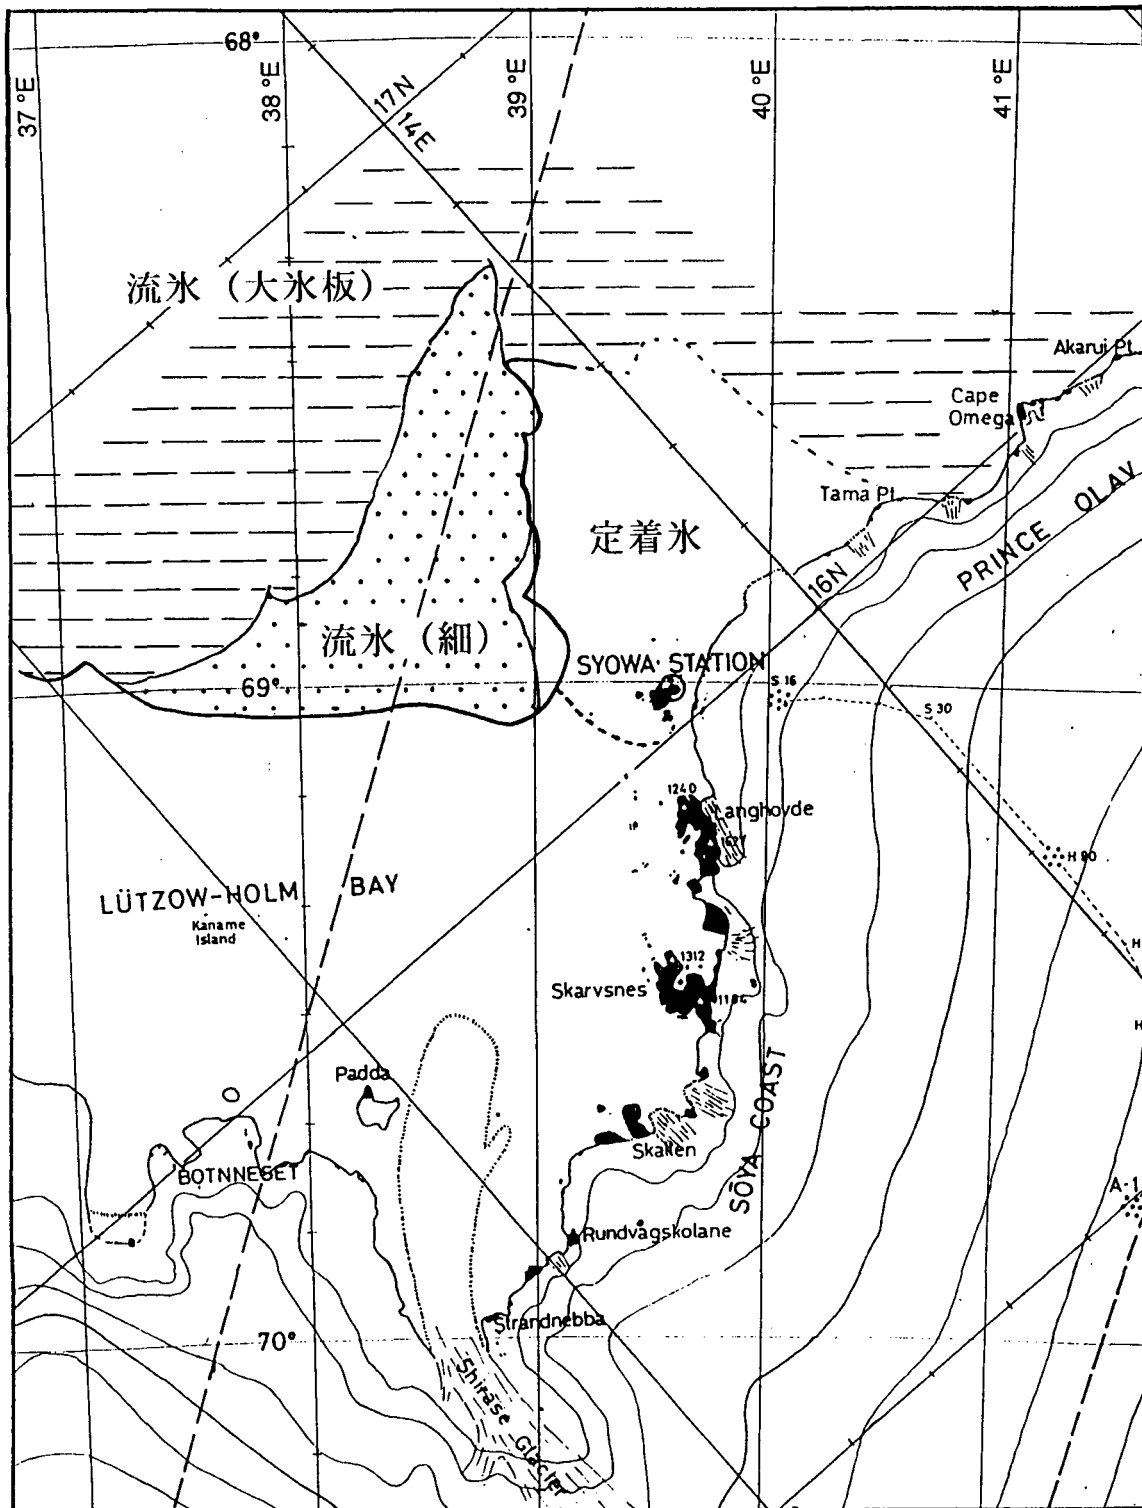 68°
37 °E
38 °E
39 °E
40 °E
41 °E
17N
14E
流氷（大氷板）
Akarui Pt.
Cape
Omega
Tama Pt.
定着氷
PRINCE OLAV
16N
流氷（細）
SYOWA STATION
69°
S 16
S 30
1240
Langhovde
H 80
LÜTZOW-HOLM BAY
Kaname
Island
H
1312
Skarvsnes
H
Padda
SÔYA COAST
Skallen
BOTNNESET
A-1
Rundvågskolane
Strandnebba
70°
Shirase Glacier